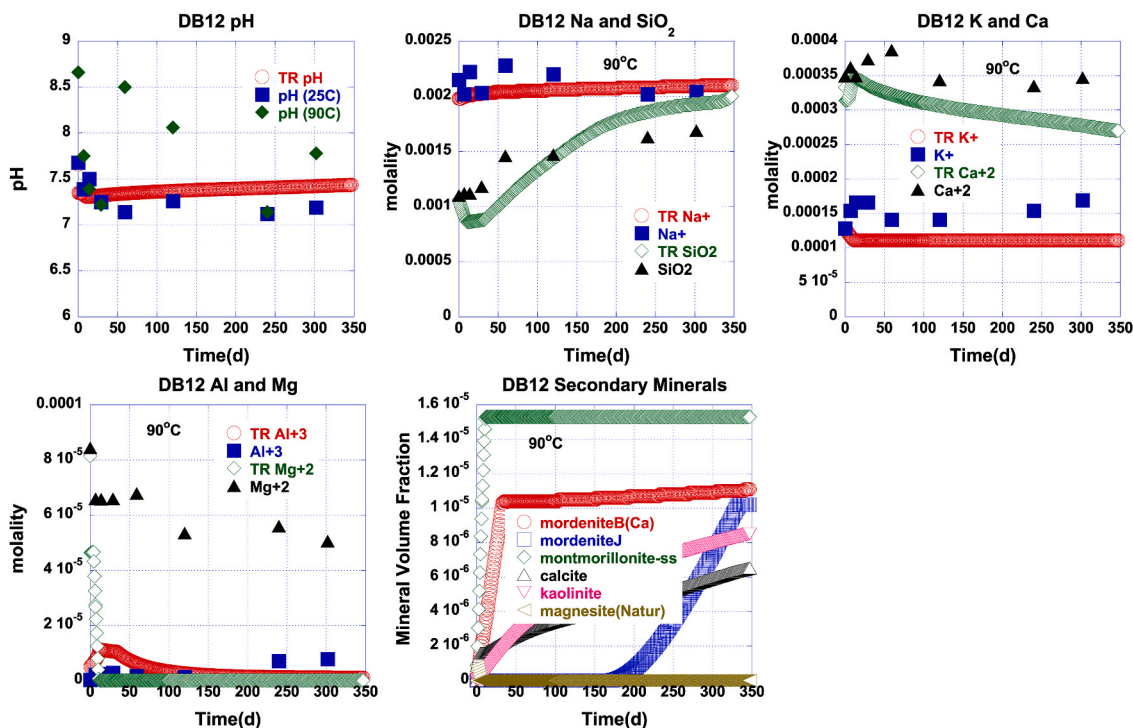 DB12 pH
9
8.5
8
7.5
7
6.5
6
pH
TR pH
pH (25C)
pH (90C)
0 50 100 150 200 250 300 350
Time(d)
DB12 Na and SiO2
0.0025
0.002
0.0015
0.001
0.0005
0
molality
90°C
TR Na+
Na+
TR SiO2
SiO2
0 50 100 150 200 250 300 350
Time(d)
DB12 K and Ca
0.0004
0.00035
0.0003
0.00025
0.0002
0.00015
0.0001
5 10-5
0
molality
90°C
TR K+
K+
TR Ca+2
Ca+2
0 50 100 150 200 250 300 350
Time(d)
DB12 Al and Mg
0.0001
8 10-5
6 10-5
4 10-5
2 10-5
0
molality
90°C
TR Al+3
Al+3
TR Mg+2
Mg+2
0 50 100 150 200 250 300 350
Time(d)
DB12 Secondary Minerals
1.6 10-5
1.4 10-5
1.2 10-5
1 10-5
8 10-6
6 10-6
4 10-6
2 10-6
0
Mineral Volume Fraction
90°C
mordeniteB(Ca)
mordeniteJ
montmorillonite-ss
calcite
kaolinite
magnesite(Natur)
0 50 100 150 200 250 300 350
Time(d)